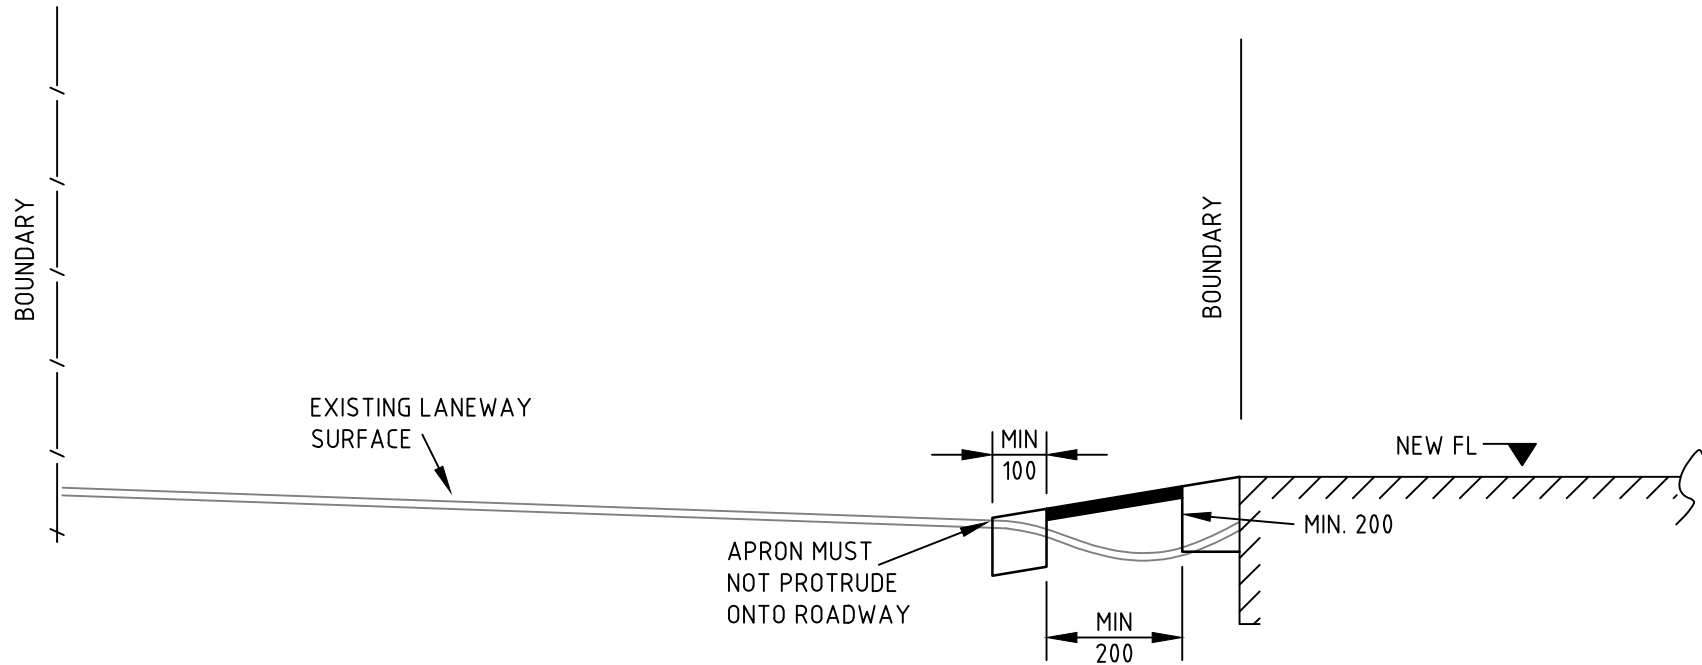 BOUNDARY
BOUNDARY
EXISTING LANEWAY
SURFACE
MIN
100
NEW FL
MIN. 200
APRON MUST
NOT PROTRUDE
ONTO ROADWAY
MIN
200